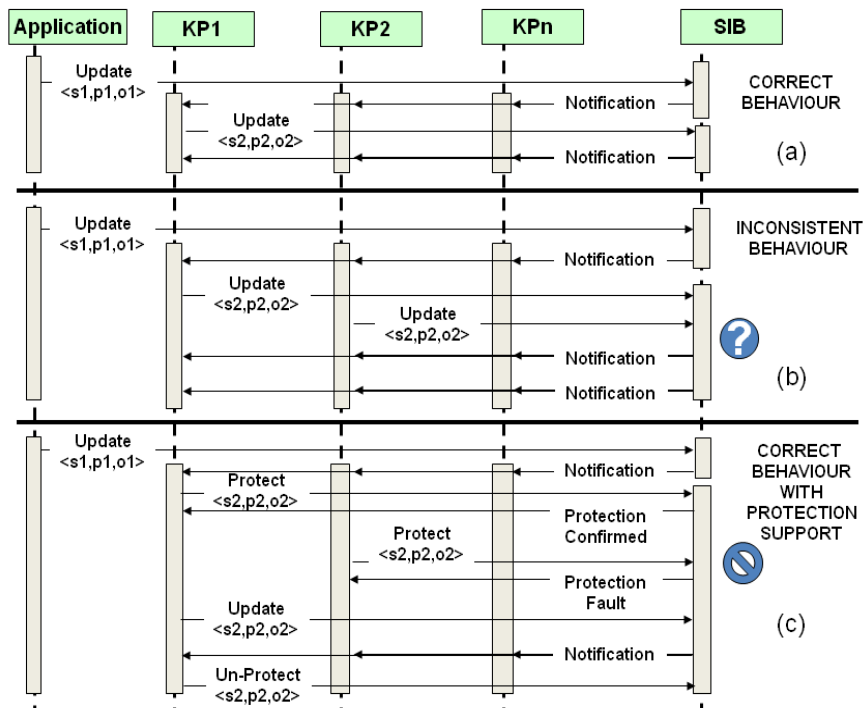 Application KP1 KP2 KPn SIB
Update
<s1,p1,o1>
CORRECT
BEHAVIOUR
Notification
Update
<s2,p2,o2>
Notification
(a)
Update
<s1,p1,o1>
INCONSISTENT
BEHAVIOUR
Notification
Update
<s2,p2,o2>
Update
<s2,p2,o2>
?
Notification
(b)
Notification
Update
<s1,p1,o1>
CORRECT
BEHAVIOUR
WITH
PROTECTION
SUPPORT
Notification
Protect
<s2,p2,o2>
Protection
Confirmed
Protect
<s2,p2,o2>
Protection
Fault
Update
<s2,p2,o2>
(c)
Notification
Un-Protect
<s2,p2,o2>